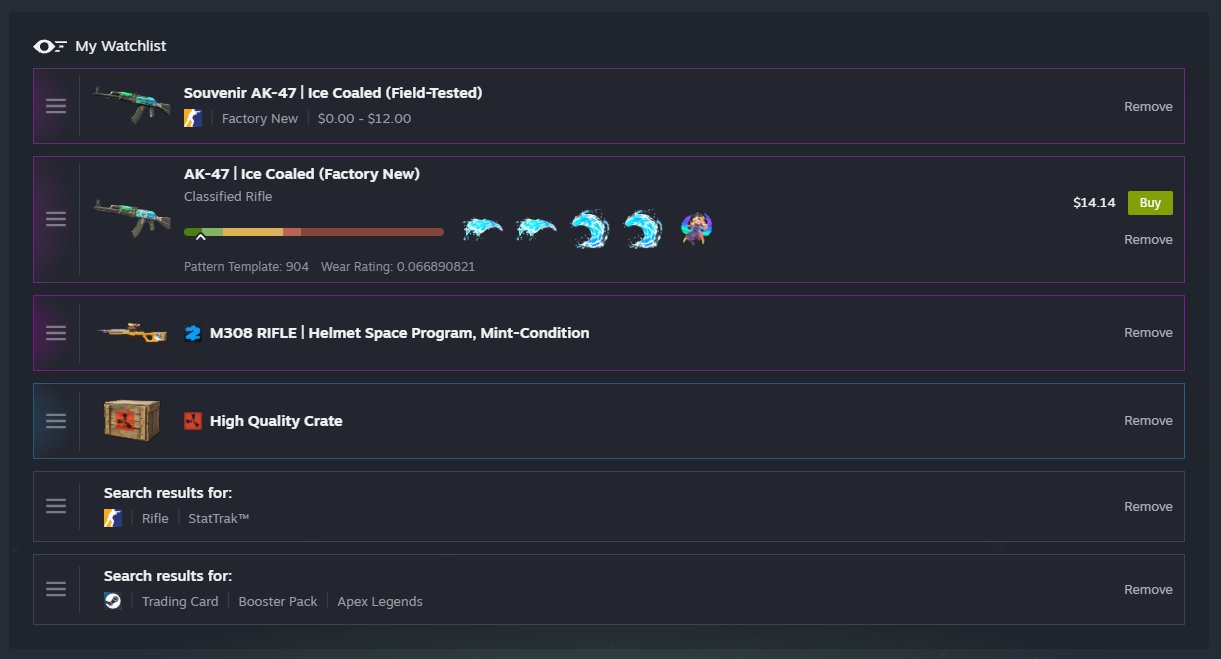 My Watchlist
Souvenir AK-47 | Ice Coaled (Field-Tested)
Factory New | $0.00 - $12.00
Remove
AK-47 | Ice Coaled (Factory New)
Classified Rifle
Pattern Template: 904 Wear Rating: 0.066890821
$14.14 Buy
Remove
M308 RIFLE | Helmet Space Program, Mint-Condition
Remove
High Quality Crate
Remove
Search results for:
Rifle | StatTrak™
Remove
Search results for:
Trading Card | Booster Pack | Apex Legends
Remove